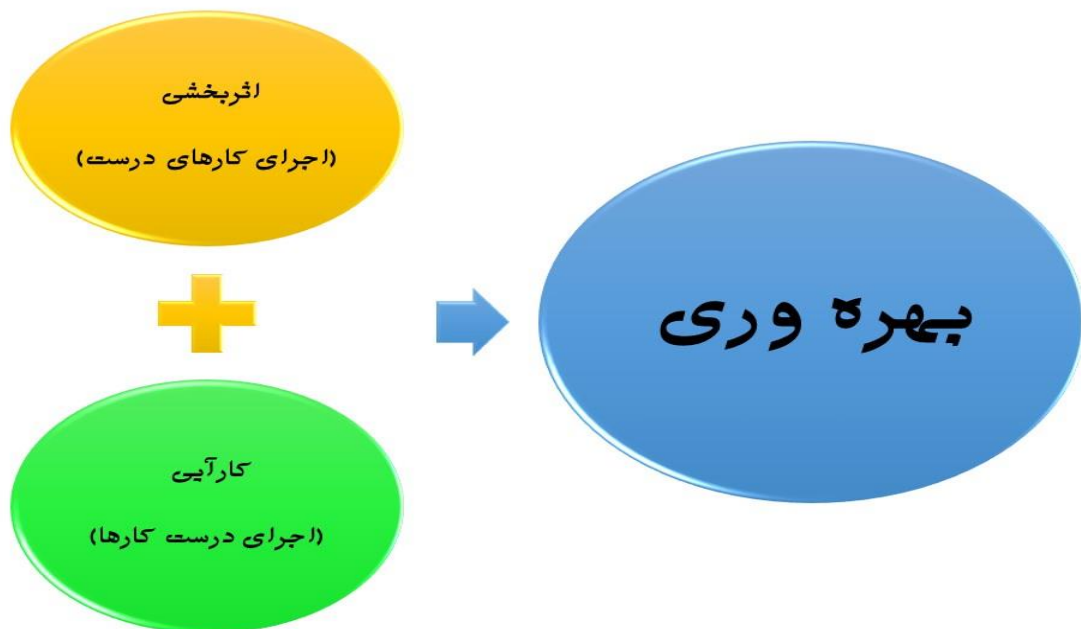 اثربخشی
(اجرای کارهای درست)
کارآیی
(اجرای درست کارها)
بهره وری